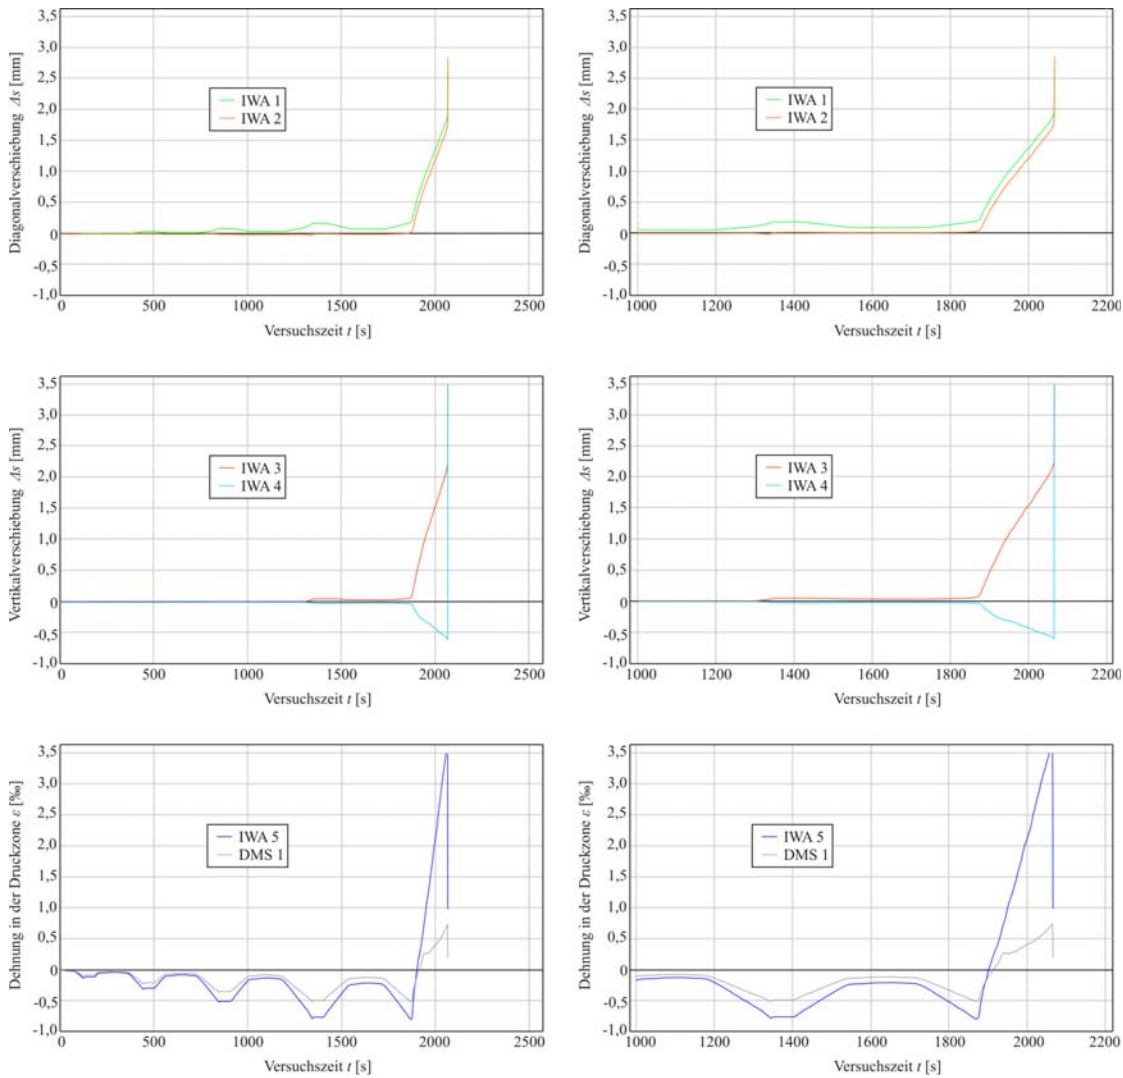 Diagonalverschiebung Δs [mm]
3,5
3,0
2,5
2,0
1,5
1,0
0,5
0
-0,5
-1,0
IWA 1
IWA 2
0 500 1000 1500 2000 2500
Versuchszeit t [s]
Diagonalverschiebung Δs [mm]
3,5
3,0
2,5
2,0
1,5
1,0
0,5
0
-0,5
-1,0
IWA 1
IWA 2
1000 1200 1400 1600 1800 2000 2200
Versuchszeit t [s]
Vertikalverschiebung Δs [mm]
3,5
3,0
2,5
2,0
1,5
1,0
0,5
0
-0,5
-1,0
IWA 3
IWA 4
0 500 1000 1500 2000 2500
Versuchszeit t [s]
Vertikalverschiebung Δs [mm]
3,5
3,0
2,5
2,0
1,5
1,0
0,5
0
-0,5
-1,0
IWA 3
IWA 4
1000 1200 1400 1600 1800 2000 2200
Versuchszeit t [s]
Dehnung in der Druckzone ε [‰]
3,5
3,0
2,5
2,0
1,5
1,0
0,5
0
-0,5
-1,0
IWA 5
DMS 1
0 500 1000 1500 2000 2500
Versuchszeit t [s]
Dehnung in der Druckzone ε [‰]
3,5
3,0
2,5
2,0
1,5
1,0
0,5
0
-0,5
-1,0
IWA 5
DMS 1
1000 1200 1400 1600 1800 2000 2200
Versuchszeit t [s]